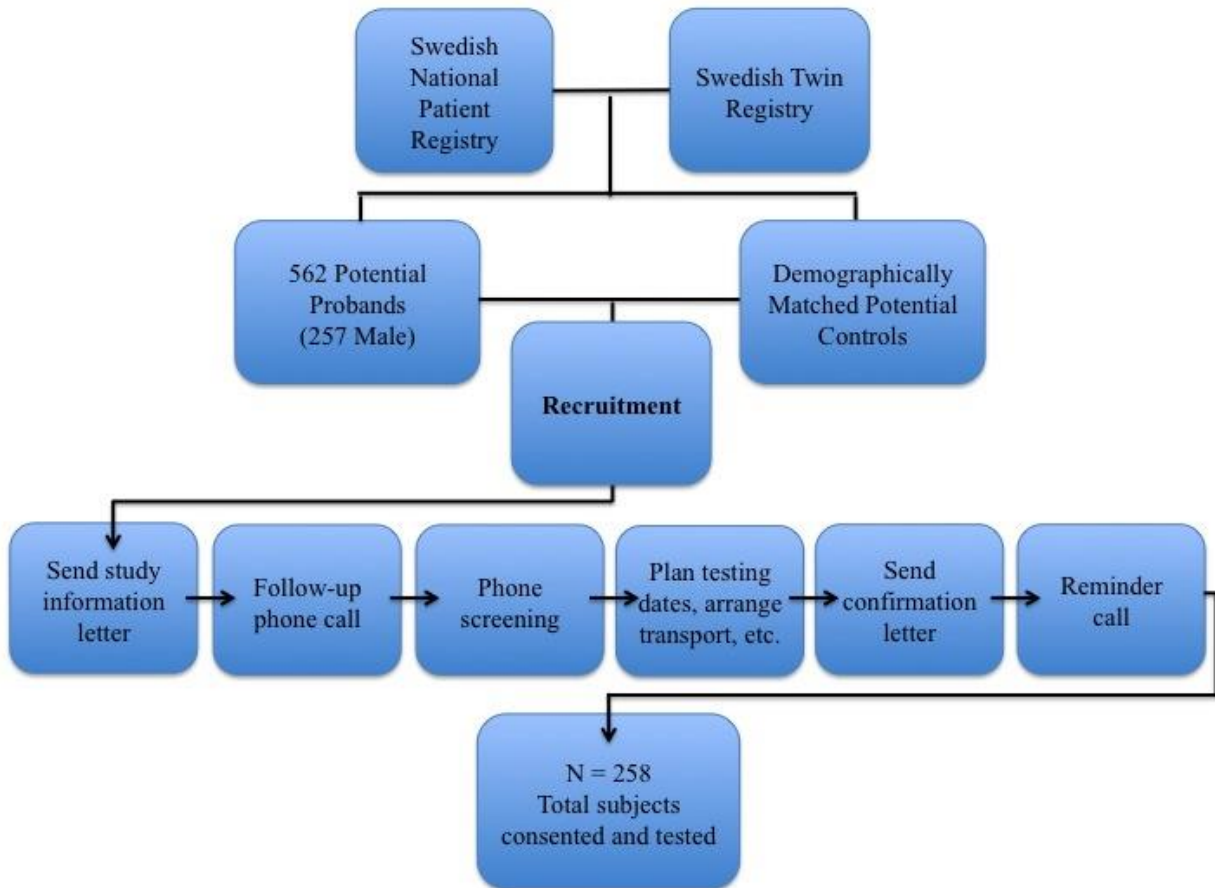 Swedish
National
Patient
Registry
Swedish Twin
Registry
562 Potential
Probands
(257 Male)
Demographically
Matched Potential
Controls
Recruitment
Send study
information
letter
Follow-up
phone call
Phone
screening
Plan testing
dates, arrange
transport, etc.
Send
confirmation
letter
Reminder
call
N = 258
Total subjects
consented and tested